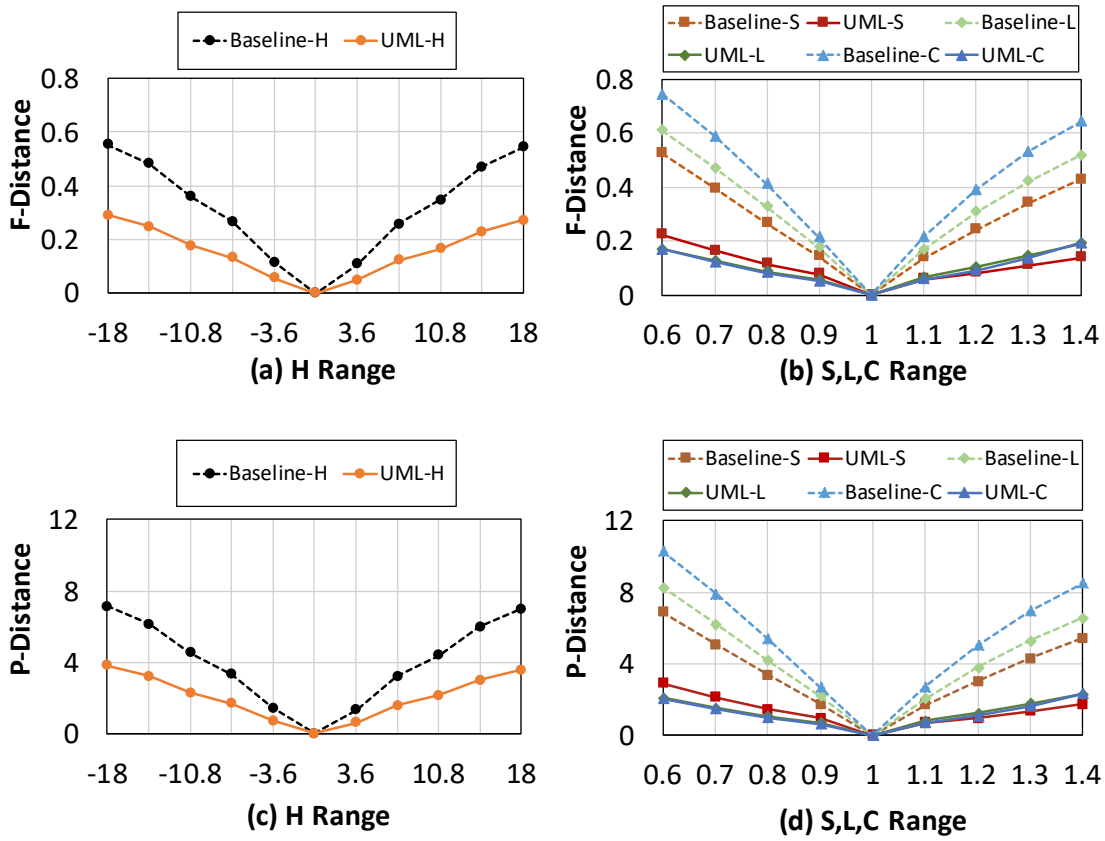 Baseline-H UML-H
0.8
0.6
0.4
0.2
0
F-Distance
-18 -10.8 -3.6 3.6 10.8 18
(a) H Range
Baseline-S UML-S Baseline-L
UML-L Baseline-C UML-C
0.8
0.6
0.4
0.2
0
F-Distance
0.6 0.7 0.8 0.9 1 1.1 1.2 1.3 1.4
(b) S,L,C Range
Baseline-H UML-H
12
8
4
0
P-Distance
-18 -10.8 -3.6 3.6 10.8 18
(c) H Range
Baseline-S UML-S Baseline-L
UML-L Baseline-C UML-C
12
8
4
0
P-Distance
0.6 0.7 0.8 0.9 1 1.1 1.2 1.3 1.4
(d) S,L,C Range